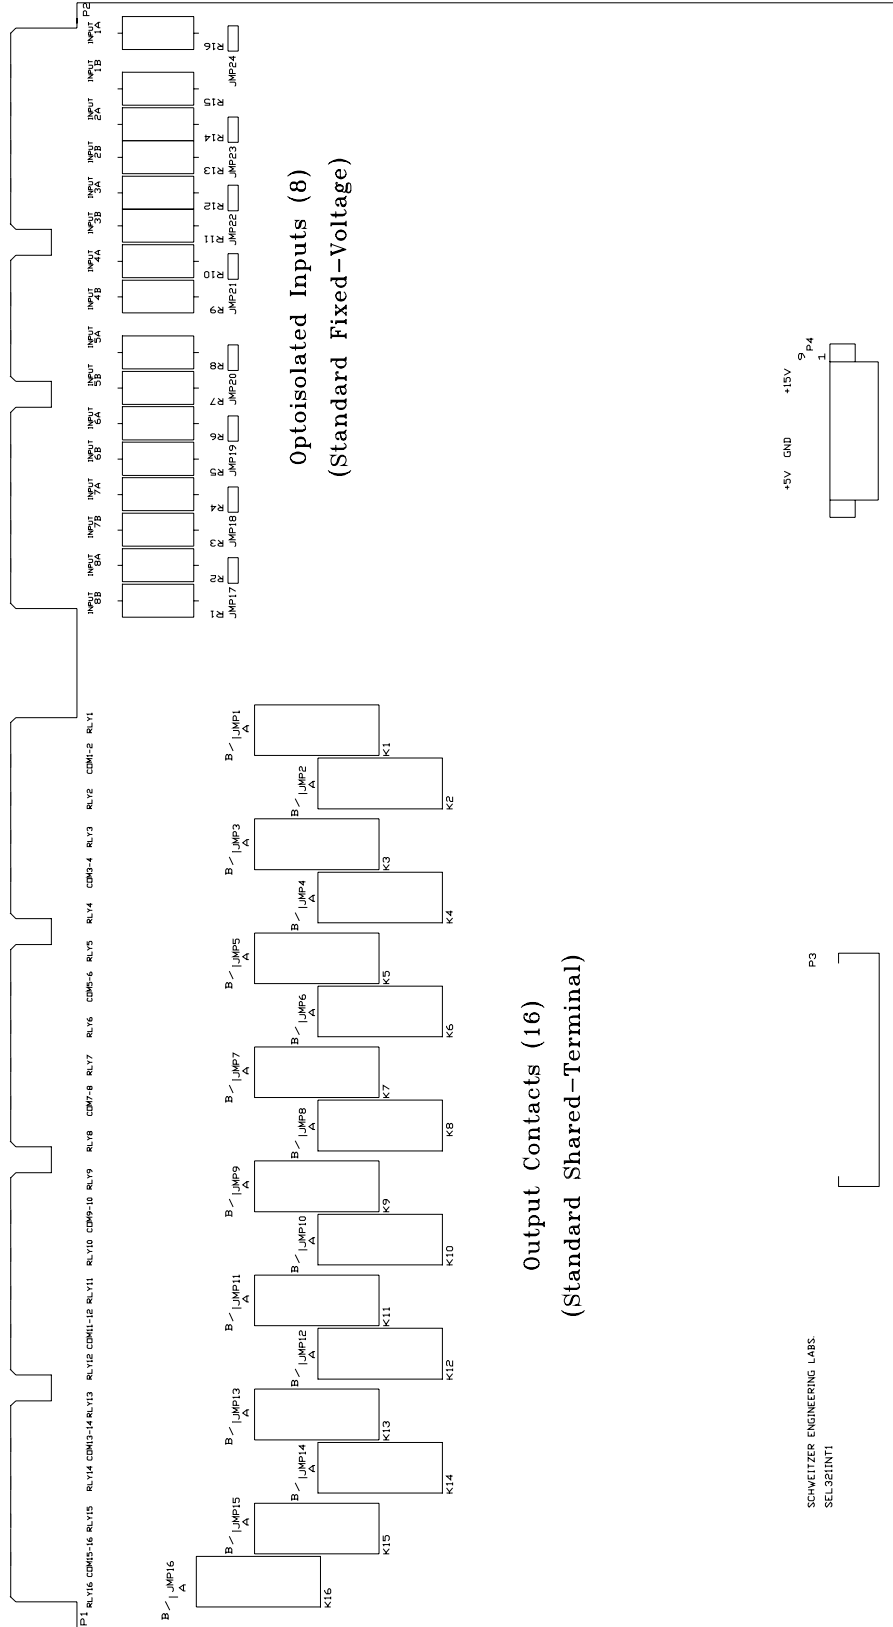 P2
INPUT 1A
INPUT 1B
INPUT 2A
INPUT 2B
INPUT 3A
INPUT 3B
INPUT 4A
INPUT 4B
INPUT 5A
INPUT 5B
INPUT 6A
INPUT 6B
INPUT 7A
INPUT 7B
INPUT 8A
INPUT 8B
R16
R15
R14
R13
R12
R11
R10
R9
R8
R7
R6
R5
R4
R3
R2
R1
JMP24
JMP23
JMP22
JMP21
JMP20
JMP19
JMP18
JMP17
Optoisolated Inputs (8)
(Standard Fixed-Voltage)
9 P4
1
+15V
GND
+5V
RLY1
COM1-2
RLY2
RLY3
COM3-4
RLY4
RLY5
COM5-6
RLY6
RLY7
COM7-8
RLY8
RLY9
COM9-10
RLY10
RLY11
COM11-12
RLY12
RLY13
COM13-14
RLY14
RLY15
COM15-16
RLY16
P1
B JMP1 A
K1
B JMP2 A
K2
B JMP3 A
K3
B JMP4 A
K4
B JMP5 A
K5
B JMP6 A
K6
B JMP7 A
K7
B JMP8 A
K8
B JMP9 A
K9
B JMP10 A
K10
B JMP11 A
K11
B JMP12 A
K12
B JMP13 A
K13
B JMP14 A
K14
B JMP15 A
K15
B JMP16 A
K16
Output Contacts (16)
(Standard Shared-Terminal)
P3
SCHWEITZER ENGINEERING LABS.
SEL321INT1